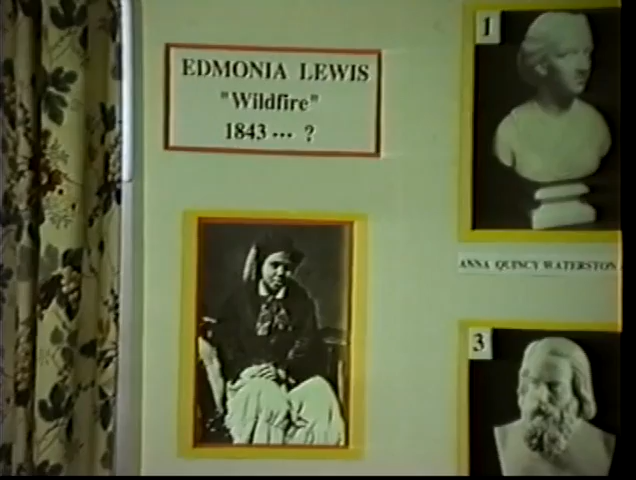 EDMONIA LEWIS
"Wildfire"
1843 --- ?
1
ANNA QUINCY WATERSTON
3